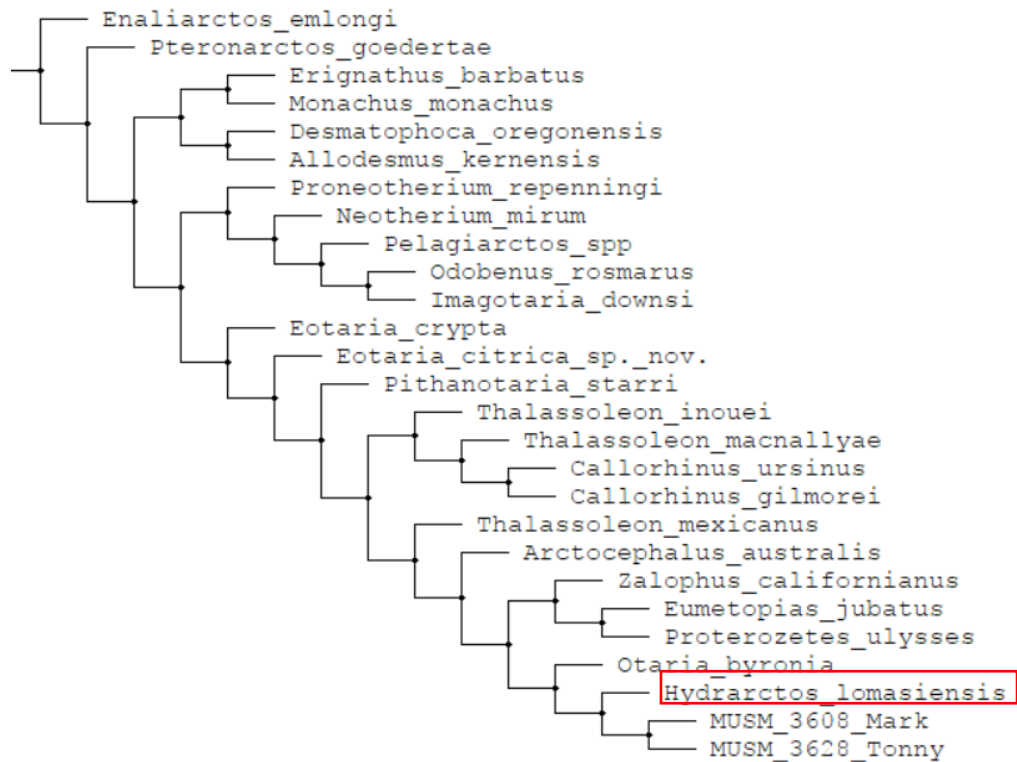 Enaliarctos_emlongi
Pteronarctos_goedertae
Erignathus_barbatus
Monachus_monachus
Desmatophoca_oregonensis
Allodesmus_kernensis
Proneotherium_repenningi
Neotherium_mirum
Pelagiarctos_spp
Odobenus_rosmarus
Imagotaria_downsi
Eotaria_crypta
Eotaria_citrica_sp._nov.
Pithanotaria_starri
Thalassoleon_inouei
Thalassoleon_macnallyae
Callorhinus_ursinus
Callorhinus_gilmorei
Thalassoleon_mexicanus
Arctocephalus_australis
Zalophus_californianus
Eumetopias_jubatus
Proterozetes_ulysses
Otaria_byronia
Hydrarctos_lomasiensis
MUSM_3608_Mark
MUSM_3628_Tonny